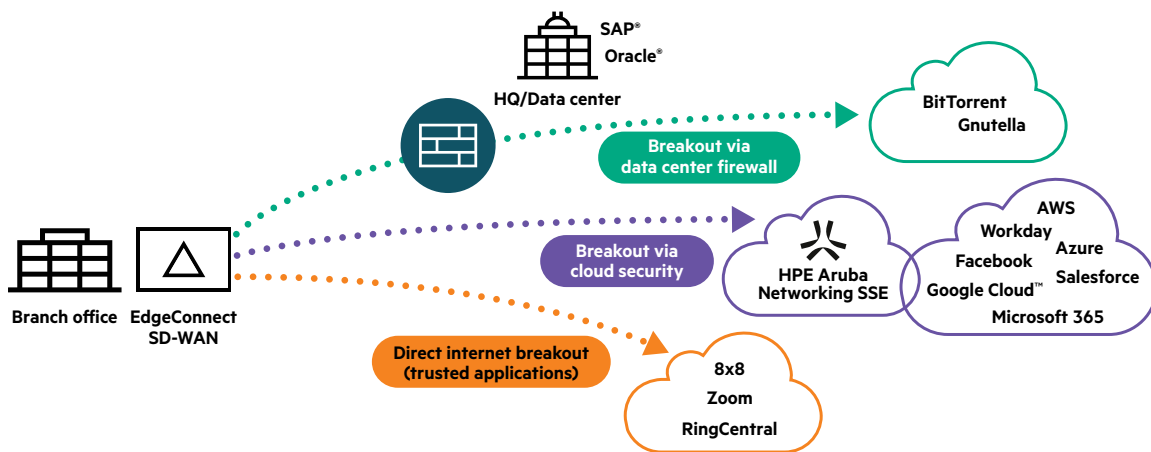 SAP®
Oracle®
HQ/Data center
BitTorrent
Gnutella
Breakout via
data center firewall
Branch office
EdgeConnect
SD-WAN
Breakout via
cloud security
HPE Aruba
Networking SSE
AWS
Workday
Azure
Facebook
Salesforce
Google Cloud™
Microsoft 365
Direct internet breakout
(trusted applications)
8x8
Zoom
RingCentral